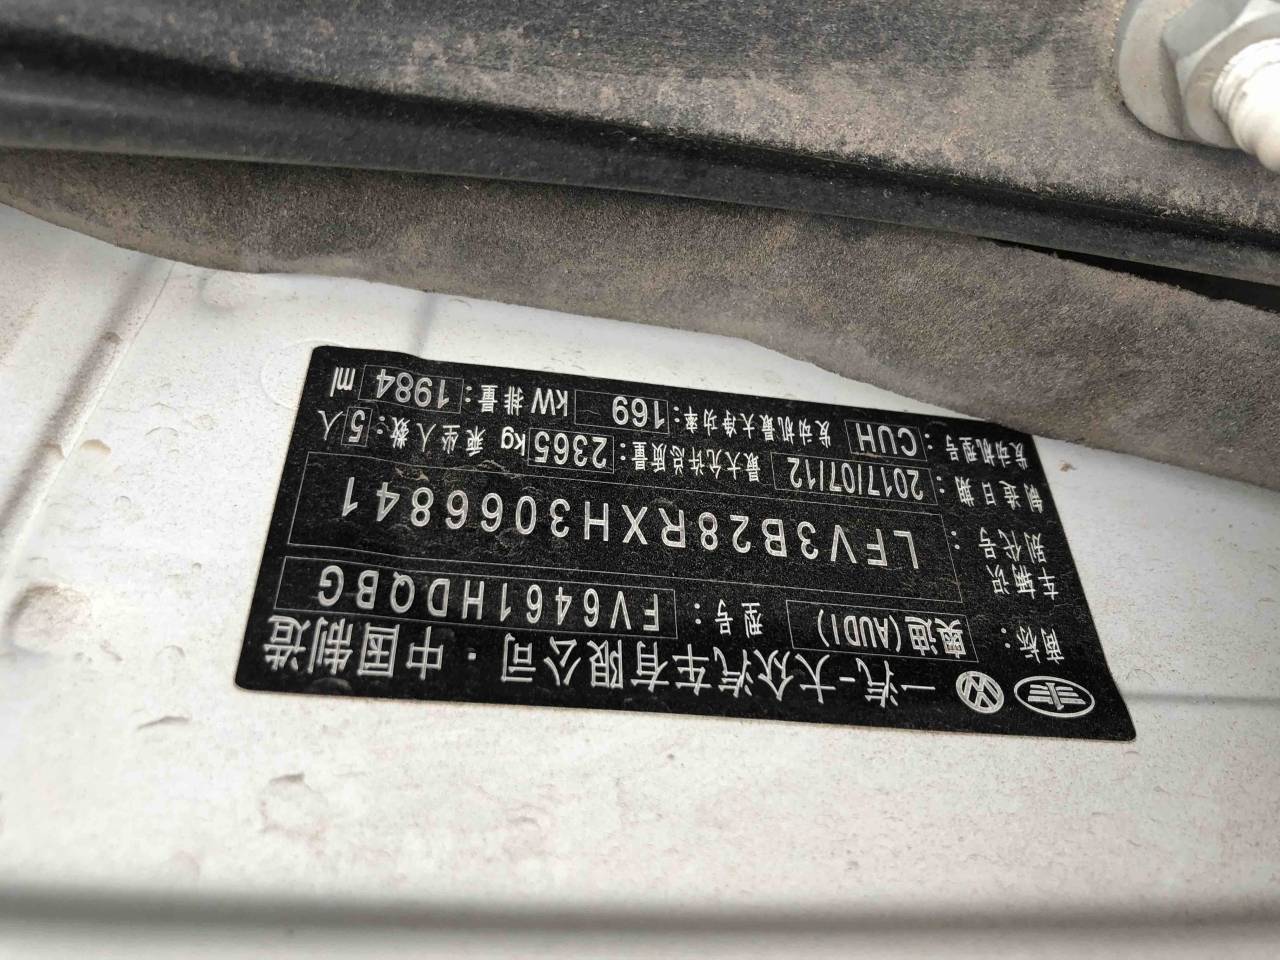 一汽-大众汽车有限公司·中国制造
商标：奥迪(AUDI) 型号：FV6461HDQBG
车辆识别代号：LFV3B28RXH3066841
制造日期：2017/07/12 最大允许总质量：2365kg 乘坐人数：5人
发动机型号：CUH 发动机最大净功率：169 kW 排量：1984 ml